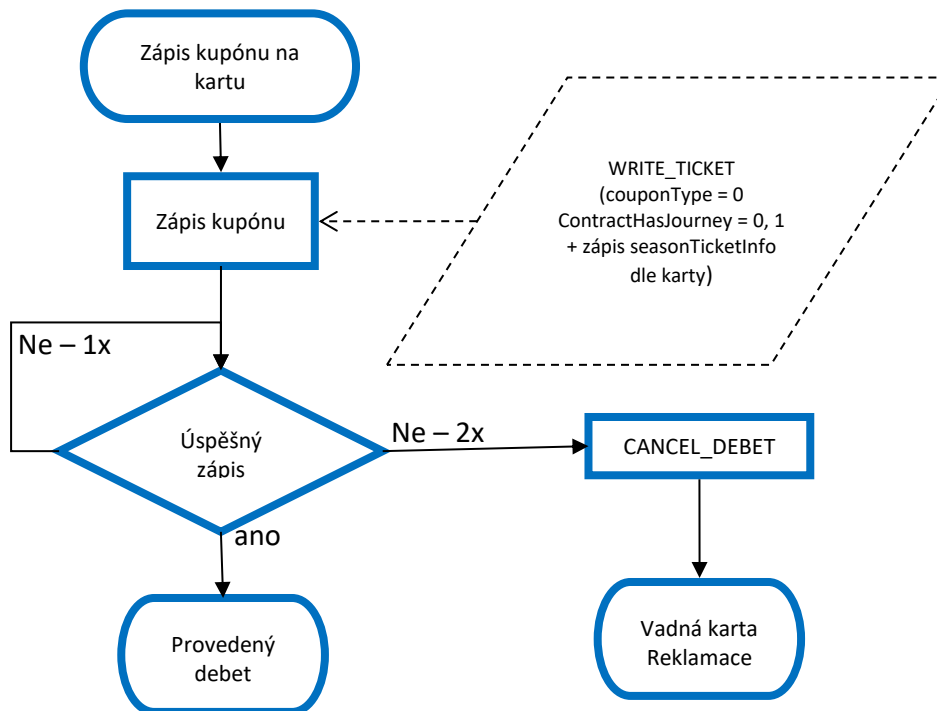 Zápis kupónu na
kartu
WRITE_TICKET
(couponType = 0
ContractHasJourney = 0, 1
+ zápis seasonTicketInfo
dle karty)
Zápis kupónu
Ne – 1x
Úspěšný
zápis
Ne – 2x
CANCEL_DEBET
ano
Provedený
debet
Vadná karta
Reklamace